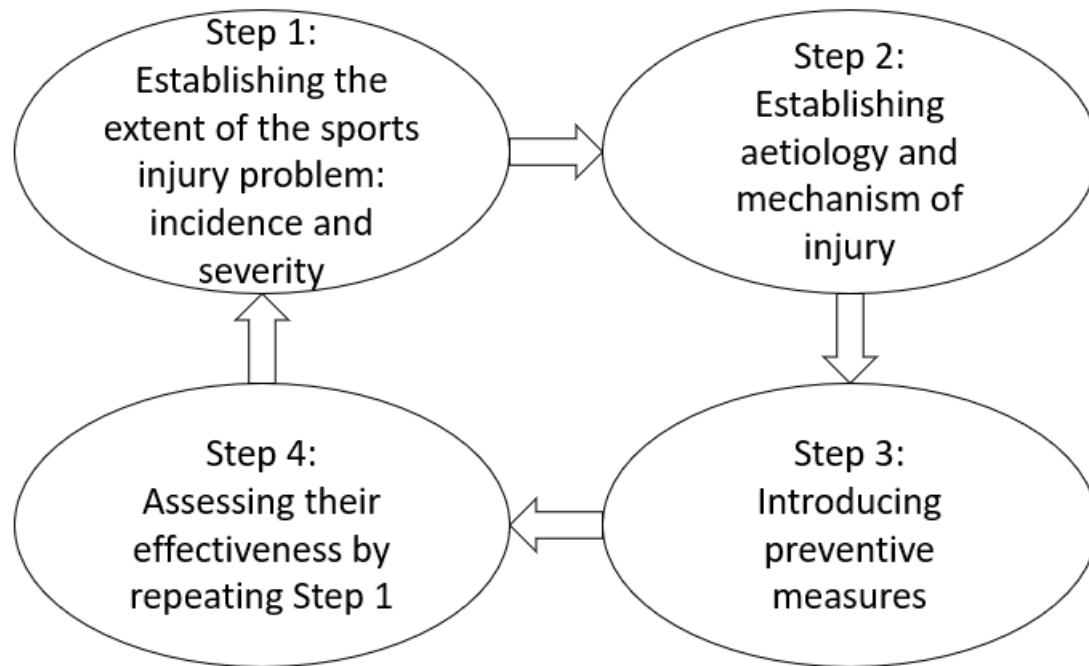 Step 1:
Establishing the
extent of the sports
injury problem:
incidence and
severity
Step 2:
Establishing
aetiology and
mechanism of
injury
Step 3:
Introducing
preventive
measures
Step 4:
Assessing their
effectiveness by
repeating Step 1